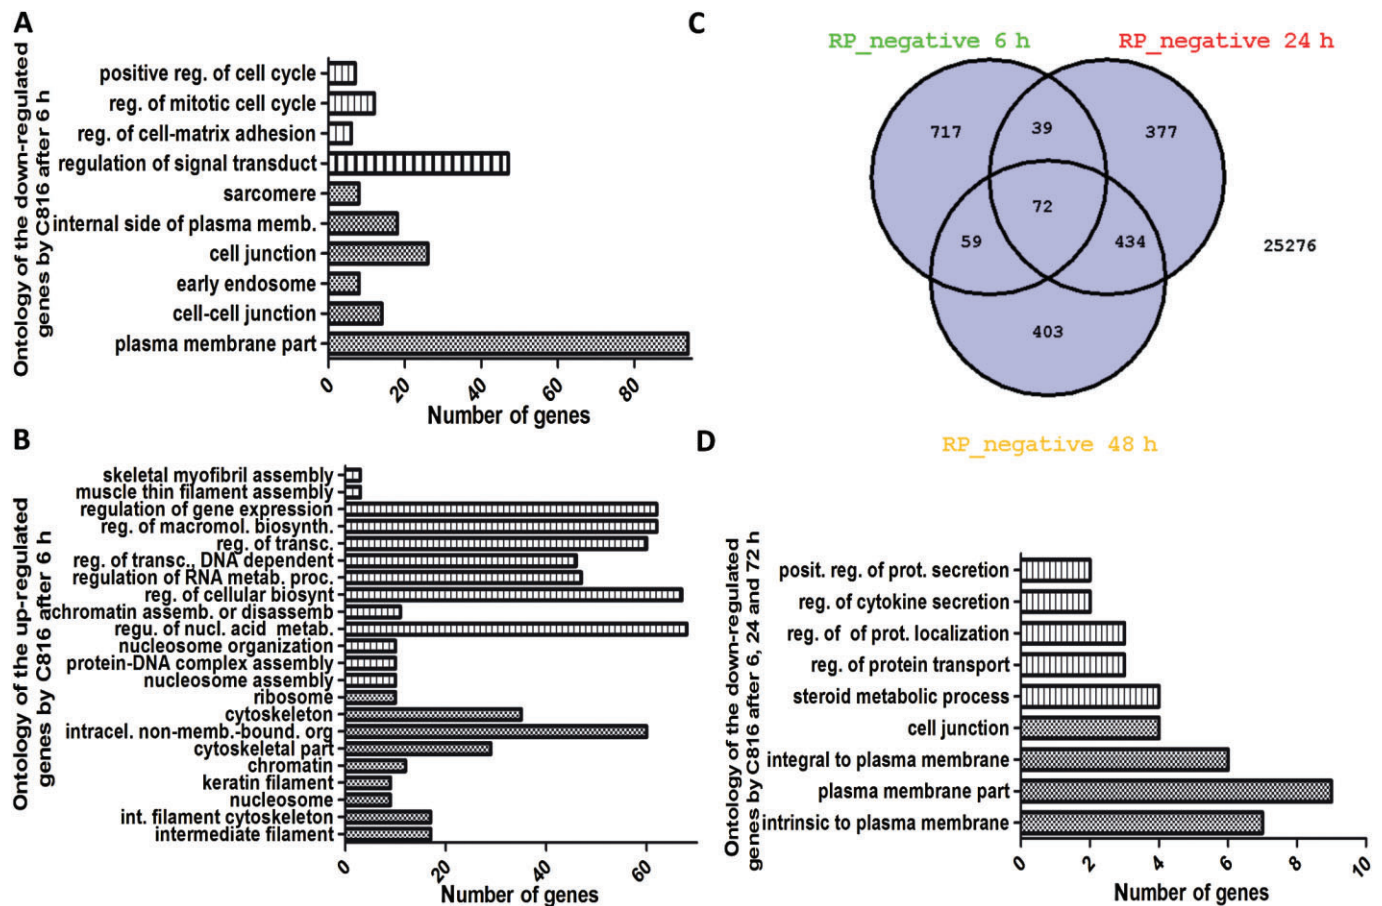 A
Ontology of the down-regulated
genes by C816 after 6 h
positive reg. of cell cycle
reg. of mitotic cell cycle
reg. of cell-matrix adhesion
regulation of signal transduct
sarcomere
internal side of plasma memb.
cell junction
early endosome
cell-cell junction
plasma membrane part
0 20 40 60 80
Number of genes
B
Ontology of the up-regulated
genes by C816 after 6 h
skeletal myofibril assembly
muscle thin filament assembly
regulation of gene expression
reg. of macromol. biosynth.
reg. of transc.
reg. of transc., DNA dependent
regulation of RNA metab. proc.
reg. of cellular biosynt
chromatin assemb. or disassemb
regu. of nucl. acid metab.
nucleosome organization
protein-DNA complex assembly
nucleosome assembly
ribosome
cytoskeleton
intracel. non-memb.-bound. org
cytoskeletal part
chromatin
keratin filament
nucleosome
int. filament cytoskeleton
intermediate filament
0 20 40 60
Number of genes
C
RP_negative 6 h RP_negative 24 h
717 39 377
72
59 434 25276
403
RP_negative 48 h
D
Ontology of the down-regulated
genes by C816 after 6, 24 and 72 h
posit. reg. of prot. secretion
reg. of cytokine secretion
reg. of of prot. localization
reg. of protein transport
steroid metabolic process
cell junction
integral to plasma membrane
plasma membrane part
intrinsic to plasma membrane
0 2 4 6 8 10
Number of genes